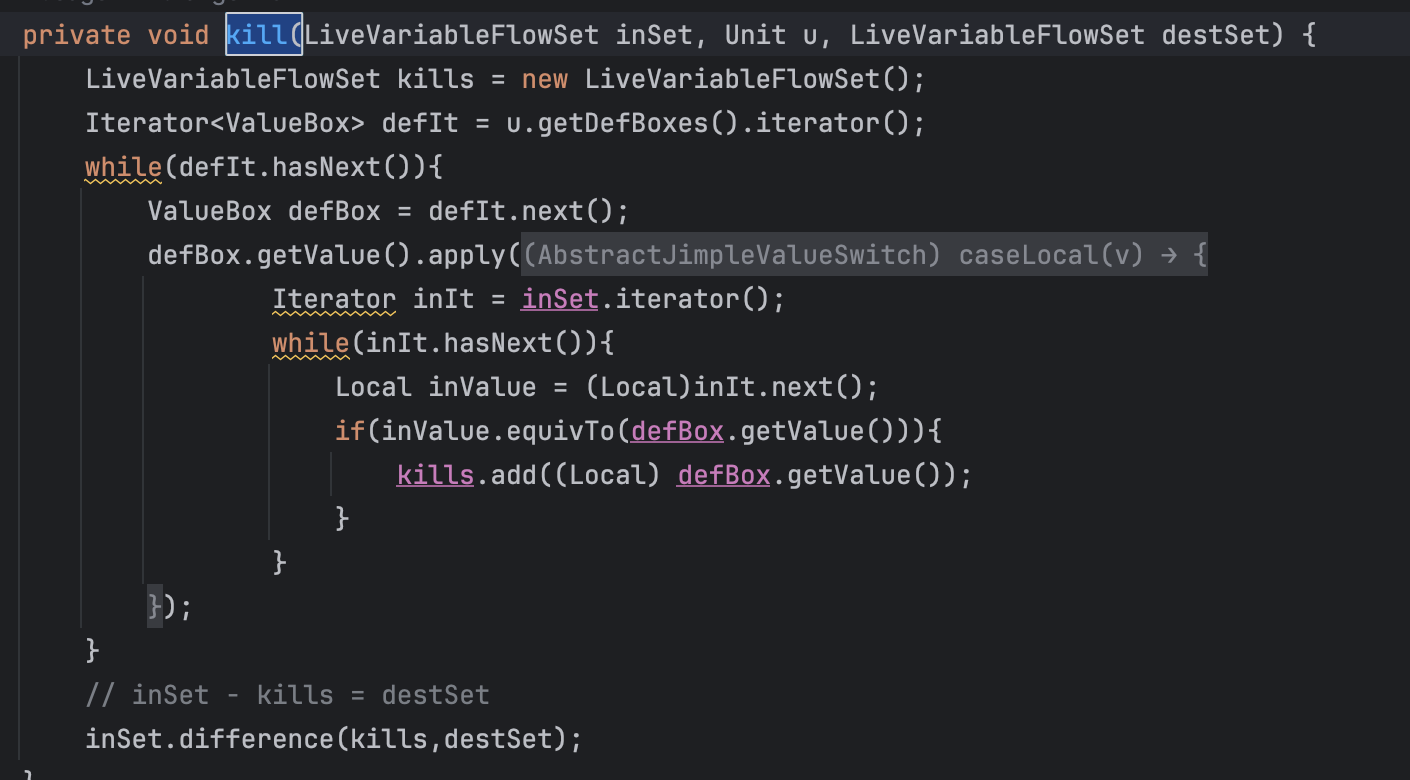 private void kill(LiveVariableFlowSet inSet, Unit u, LiveVariableFlowSet destSet) {
    LiveVariableFlowSet kills = new LiveVariableFlowSet();
    Iterator<ValueBox> defIt = u.getDefBoxes().iterator();
    while(defIt.hasNext()){
        ValueBox defBox = defIt.next();
        defBox.getValue().apply((AbstractJimpleValueSwitch) caseLocal(v) → {
                Iterator inIt = inSet.iterator();
                while(inIt.hasNext()){
                    Local inValue = (Local)inIt.next();
                    if(inValue.equivTo(defBox.getValue())){
                        kills.add((Local) defBox.getValue());
                    }
                }
        });
    }
    // inSet - kills = destSet
    inSet.difference(kills,destSet);